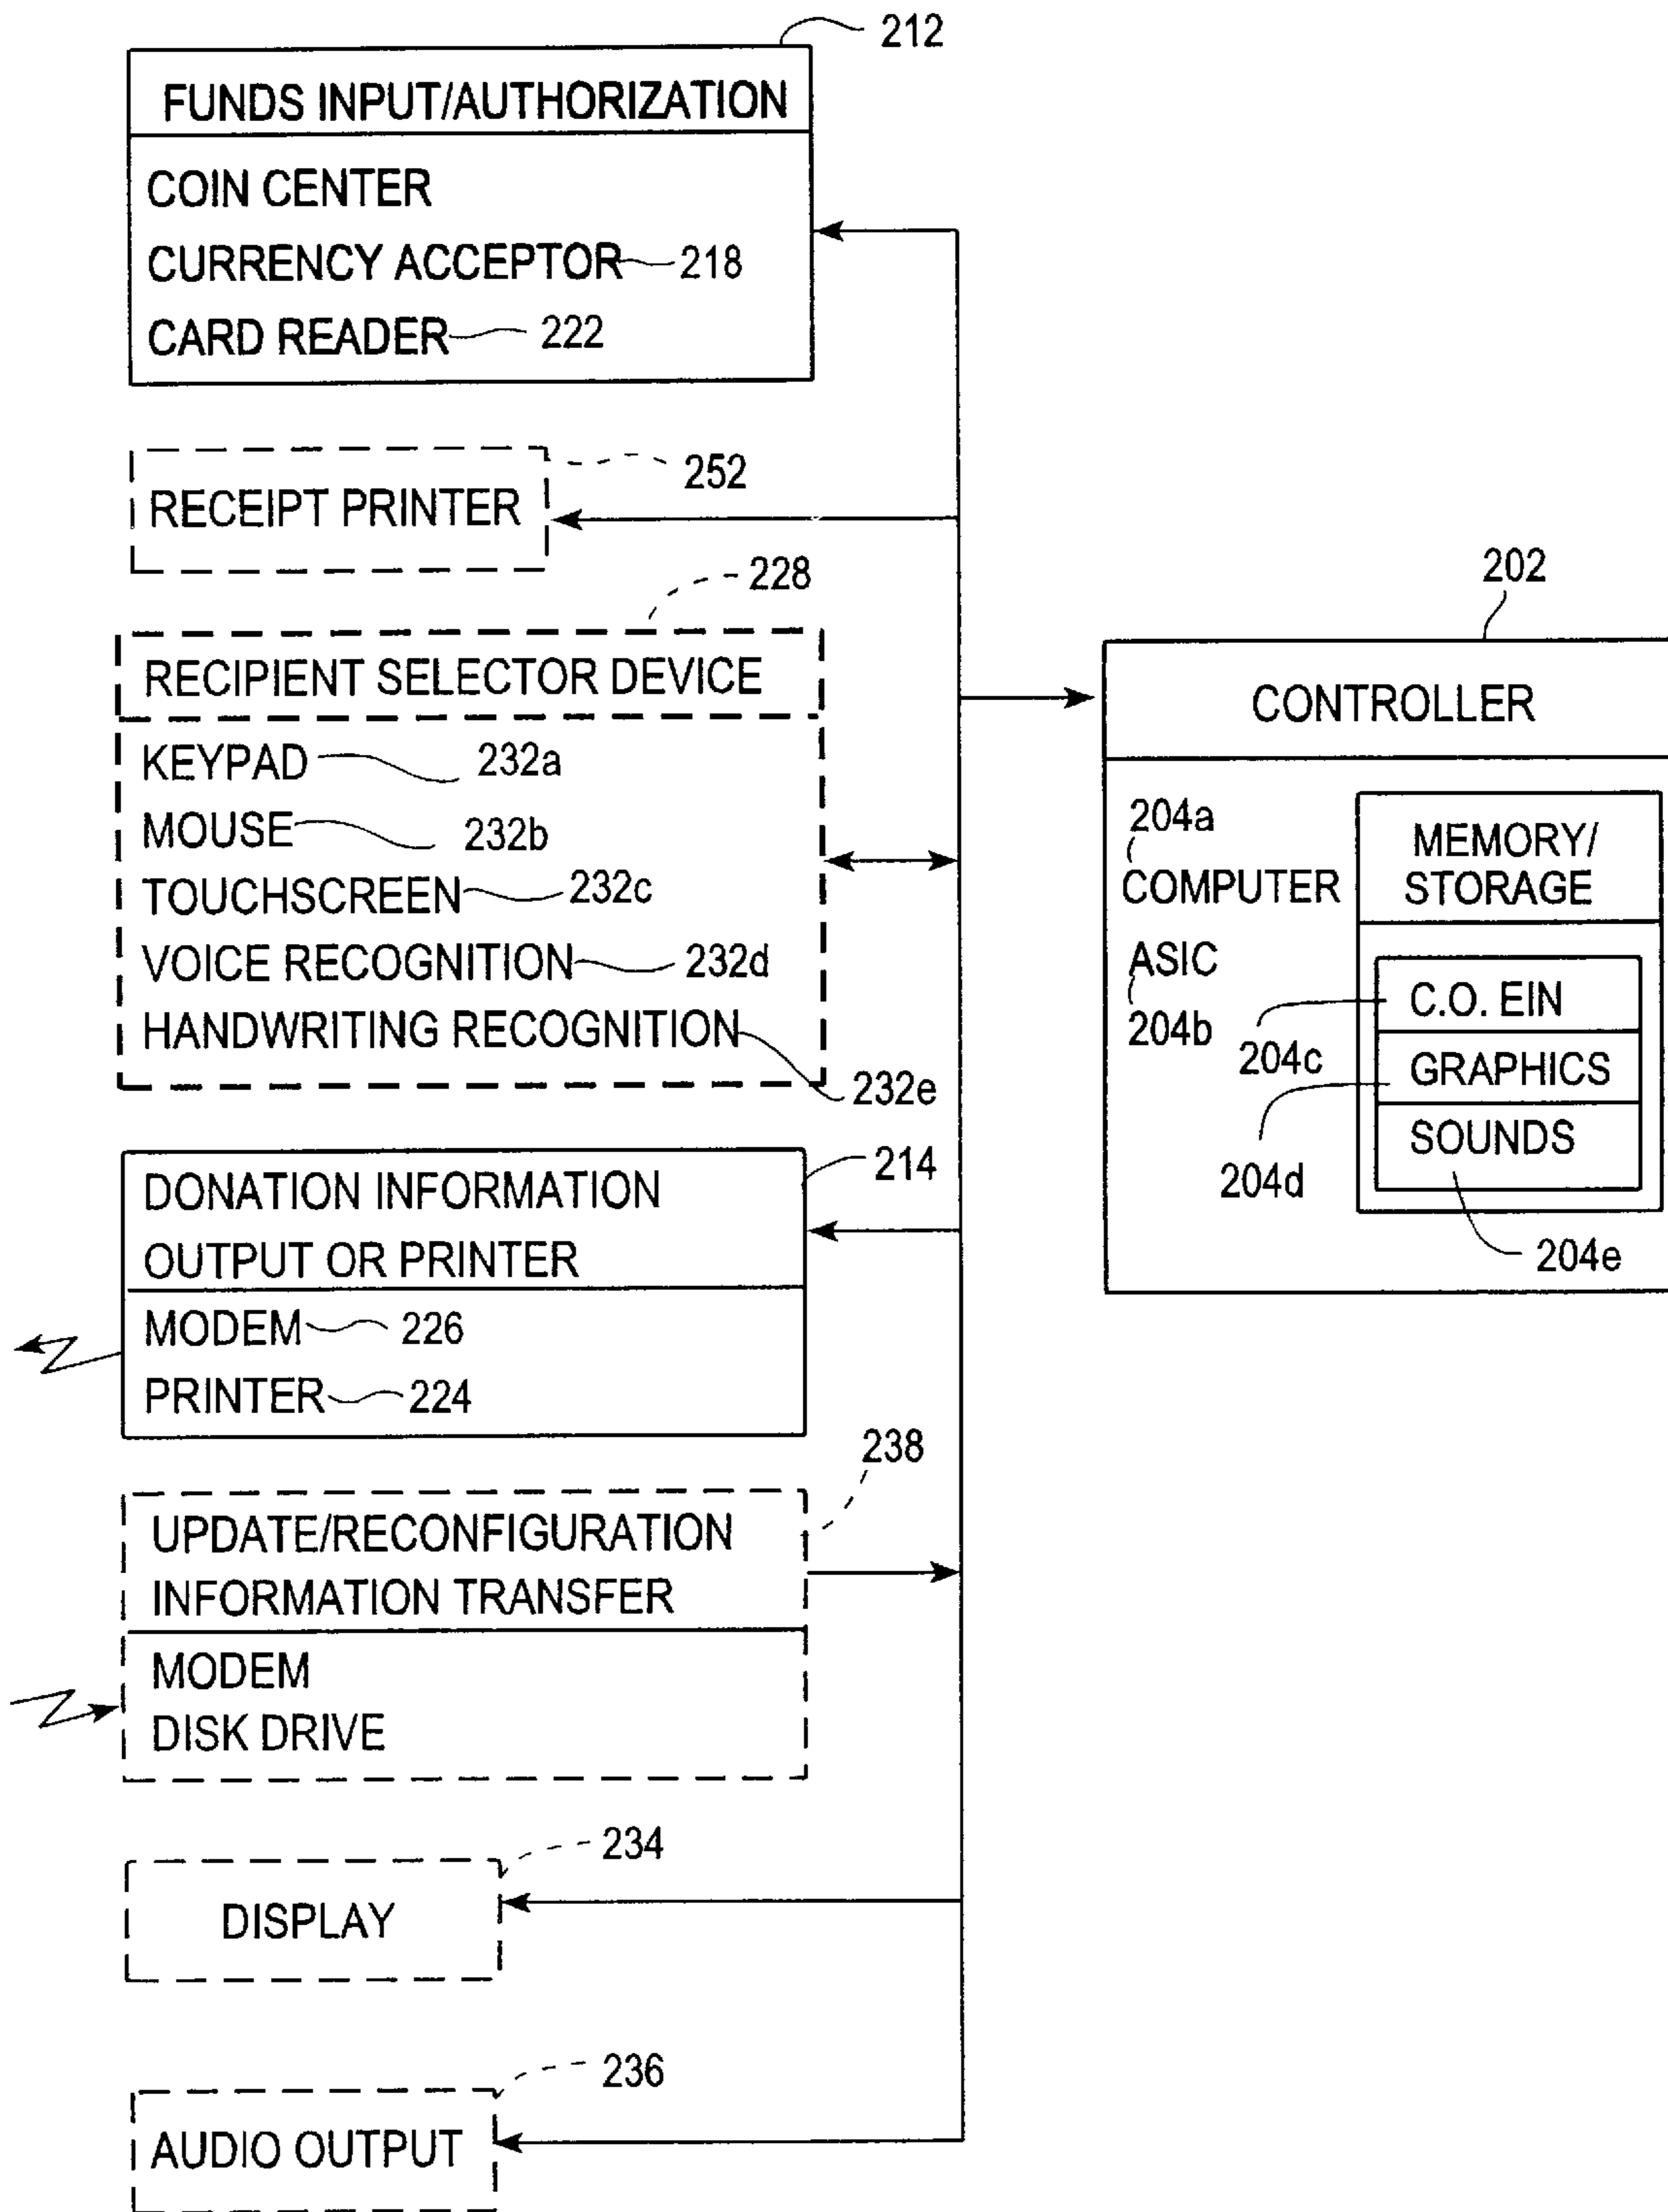 212
FUNDS INPUT/AUTHORIZATION
COIN CENTER
CURRENCY ACCEPTOR 218
CARD READER 222
252
RECEIPT PRINTER
228
RECIPIENT SELECTOR DEVICE
KEYPAD 232a
MOUSE 232b
TOUCHSCREEN 232c
VOICE RECOGNITION 232d
HANDWRITING RECOGNITION
232e
214
DONATION INFORMATION
OUTPUT OR PRINTER
MODEM 226
PRINTER 224
238
UPDATE/RECONFIGURATION
INFORMATION TRANSFER
MODEM
DISK DRIVE
234
DISPLAY
236
AUDIO OUTPUT
202
CONTROLLER
204a
COMPUTER
ASIC
204b
MEMORY/
STORAGE
C.O. EIN
204c
GRAPHICS
204d
SOUNDS
204e